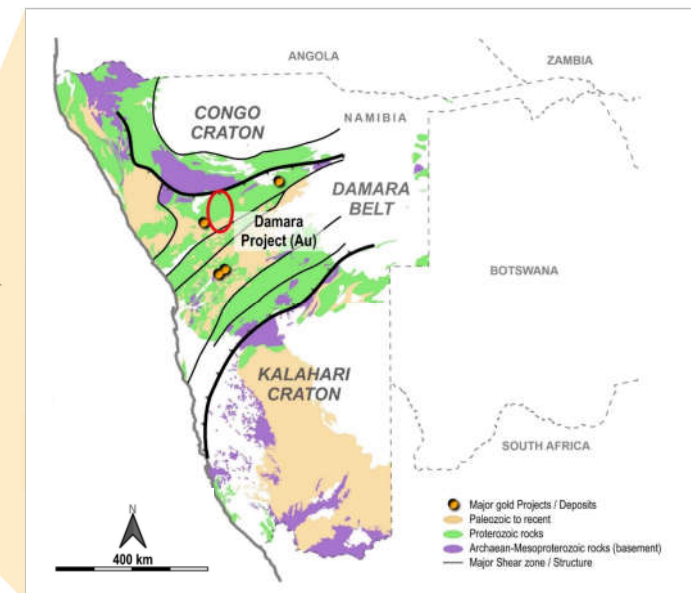 ANGOLA
ZAMBIA
CONGO
CRATON
NAMIBIA
DAMARA
BELT
Damara
Project (Au)
BOTSWANA
KALAHARI
CRATON
SOUTH AFRICA
N
400 km
Major gold Projects / Deposits
Paleozoic to recent
Proterozoic rocks
Archaean-Mesoproterozoic rocks (basement)
Major Shear zone / Structure